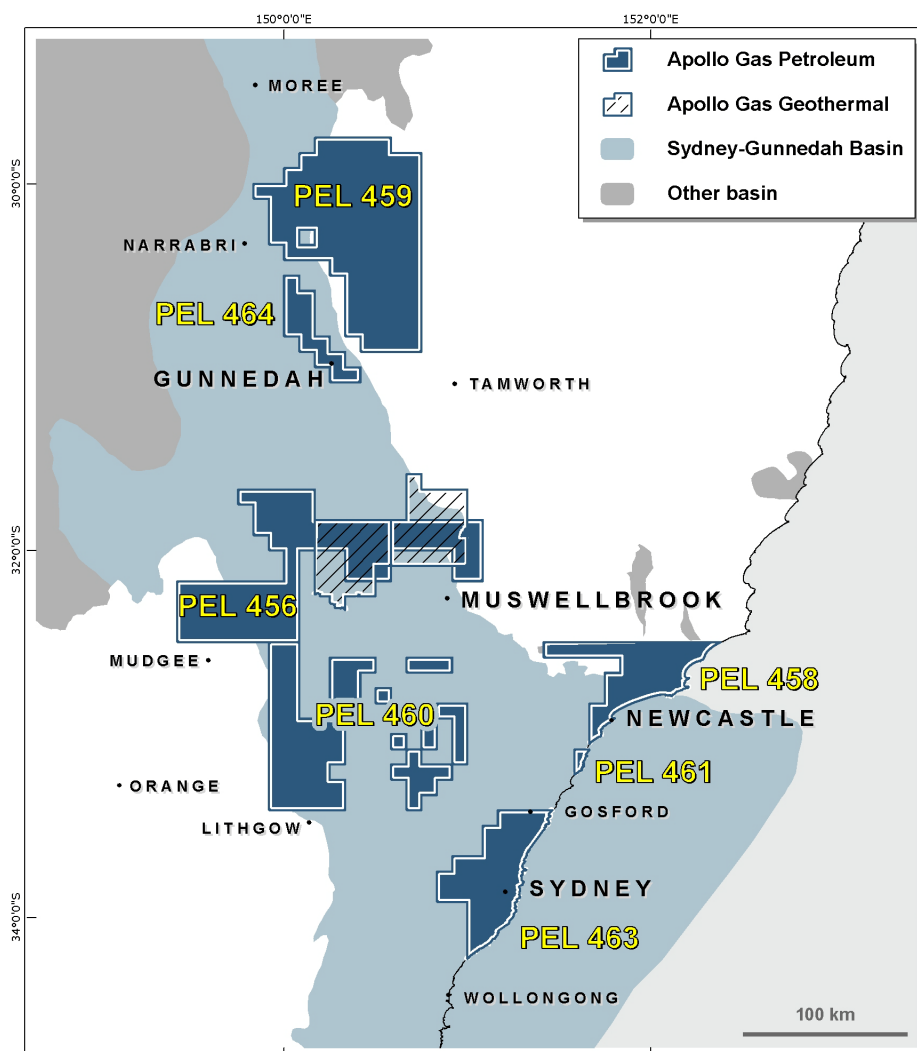 150°0'0"E
152°0'0"E
Apollo Gas Petroleum
Apollo Gas Geothermal
Sydney-Gunnedah Basin
Other basin
MOREE
30°0'0"S
PEL 459
NARRABRI
PEL 464
GUNNEDAH
TAMWORTH
32°0'0"S
MUSWELLBROOK
PEL 456
MUDGEE
PEL 458
PEL 460
NEWCASTLE
PEL 461
ORANGE
GOSFORD
LITHGOW
SYDNEY
34°0'0"S
PEL 463
WOLLONGONG
100 km